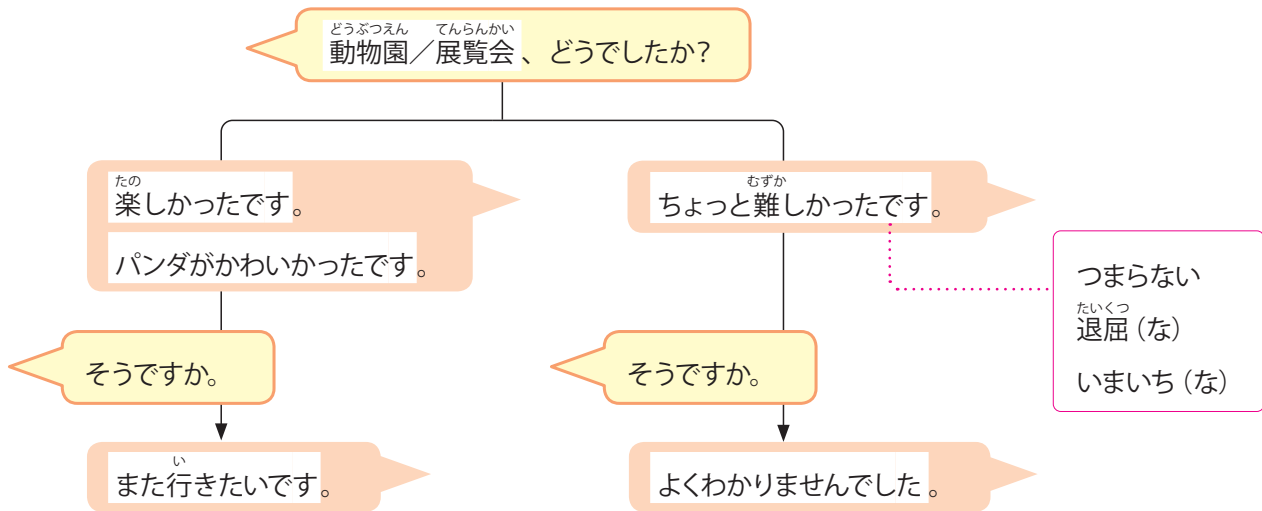 どうぶつえん てんらんかい
動物園／展覧会、どうでしたか？
たの
楽しかったです。
パンダがかわいかったです。
そうですか。
い
また行きたいです。
むずか
ちょっと難しかったです。
つまらない
たいくつ
退屈（な）
いまいち（な）
そうですか。
よくわかりませんでした。